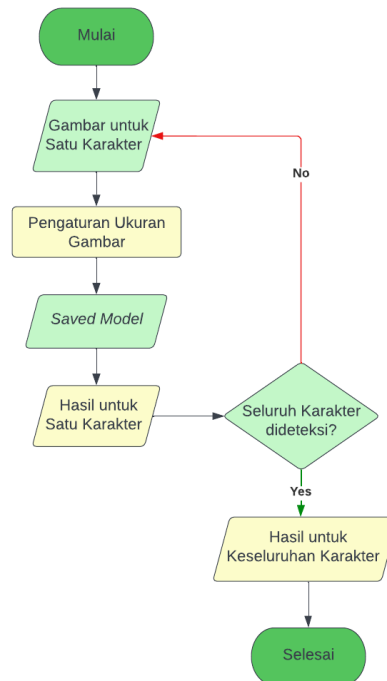 Mulai
Gambar untuk
Satu Karakter
No
Pengaturan Ukuran
Gambar
Saved Model
Hasil untuk
Satu Karakter
Seluruh Karakter
dideteksi?
Yes
Hasil untuk
Keseluruhan Karakter
Selesai